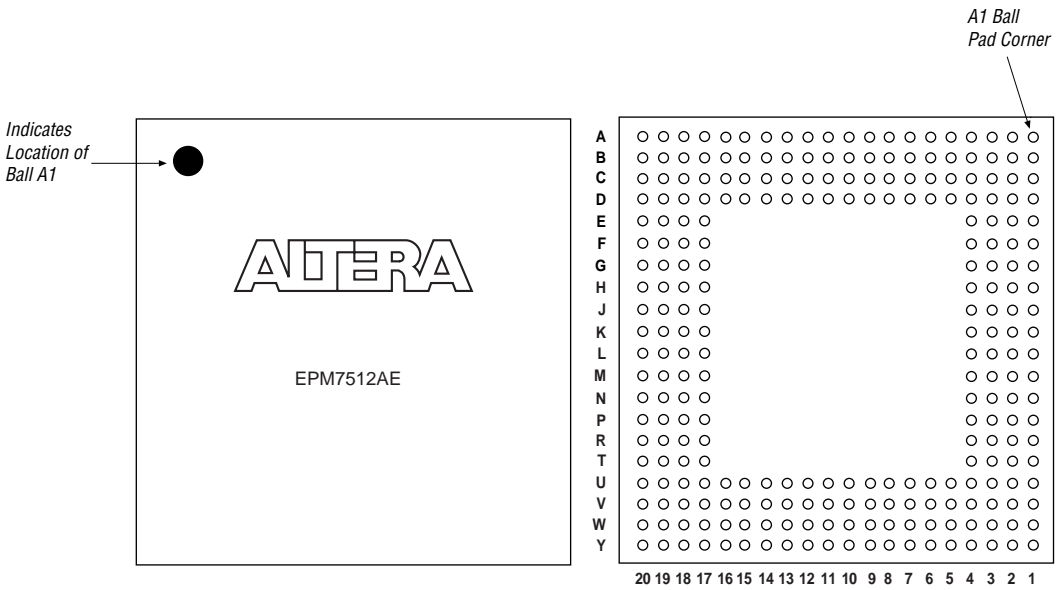 A1 Ball
Pad Corner
Indicates
Location of
Ball A1
ALTERA
EPM7512AE
A
B
C
D
E
F
G
H
J
K
L
M
N
P
R
T
U
V
W
Y
20 19 18 17 16 15 14 13 12 11 10 9 8 7 6 5 4 3 2 1